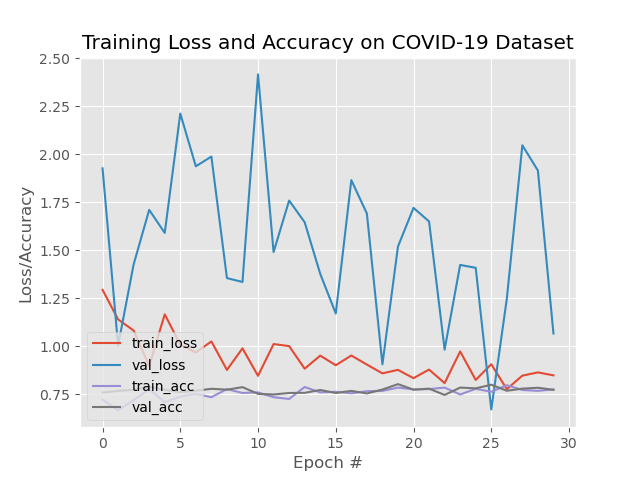 Training Loss and Accuracy on COVID-19 Dataset
2.50
2.25
2.00
1.75
1.50
1.25
1.00
0.75
Loss/Accuracy
train_loss
val_loss
train_acc
val_acc
0 5 10 15 20 25 30
Epoch #